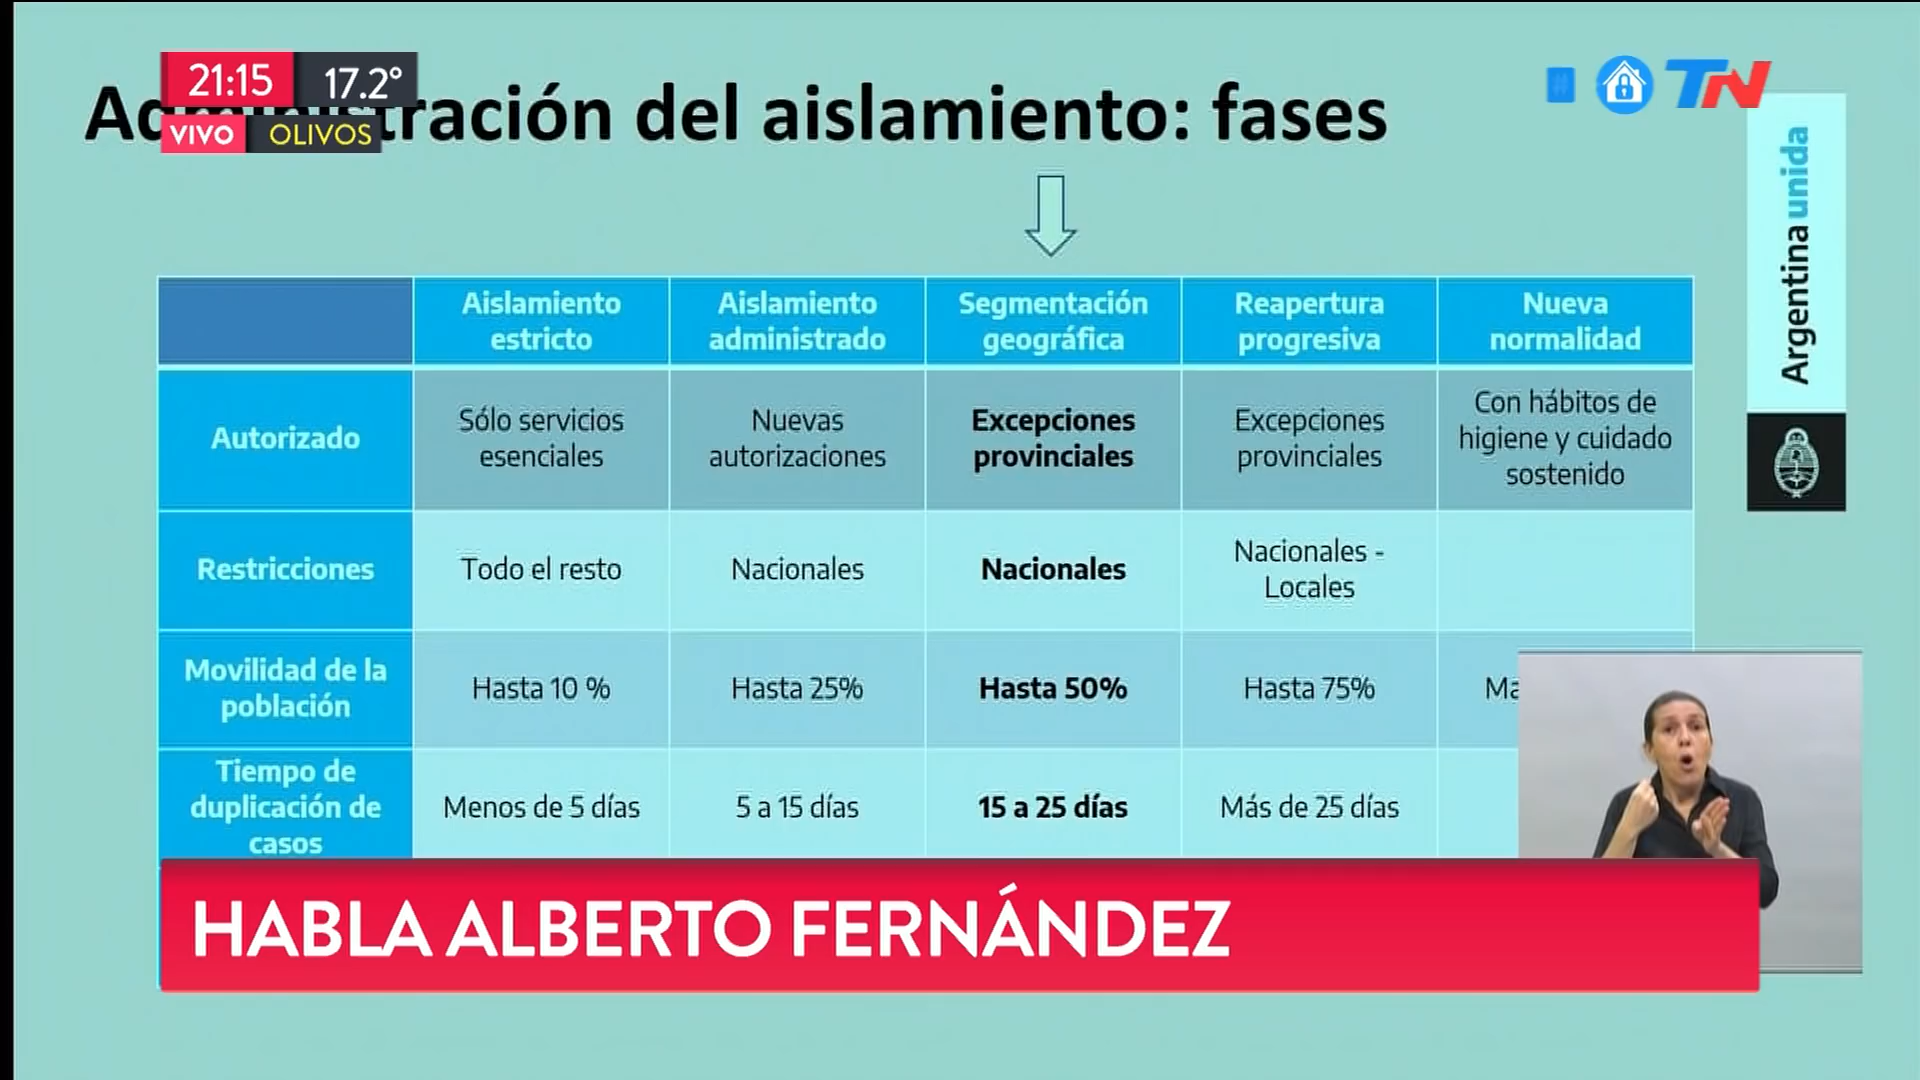 21:15 17.2°
VIVO OLIVOS
# TN
del aislamiento: fases
Argentina unida
Aislamiento estricto
Aislamiento administrado
Segmentación geográfica
Reapertura progresiva
Nueva normalidad
Autorizado
Sólo servicios esenciales
Nuevas autorizaciones
Excepciones provinciales
Excepciones provinciales
Con hábitos de higiene y cuidado sostenido
Restricciones
Todo el resto
Nacionales
Nacionales
Nacionales - Locales
Movilidad de la población
Hasta 10 %
Hasta 25%
Hasta 50%
Hasta 75%
Tiempo de duplicación de casos
Menos de 5 días
5 a 15 días
15 a 25 días
Más de 25 días
HABLA ALBERTO FERNÁNDEZ